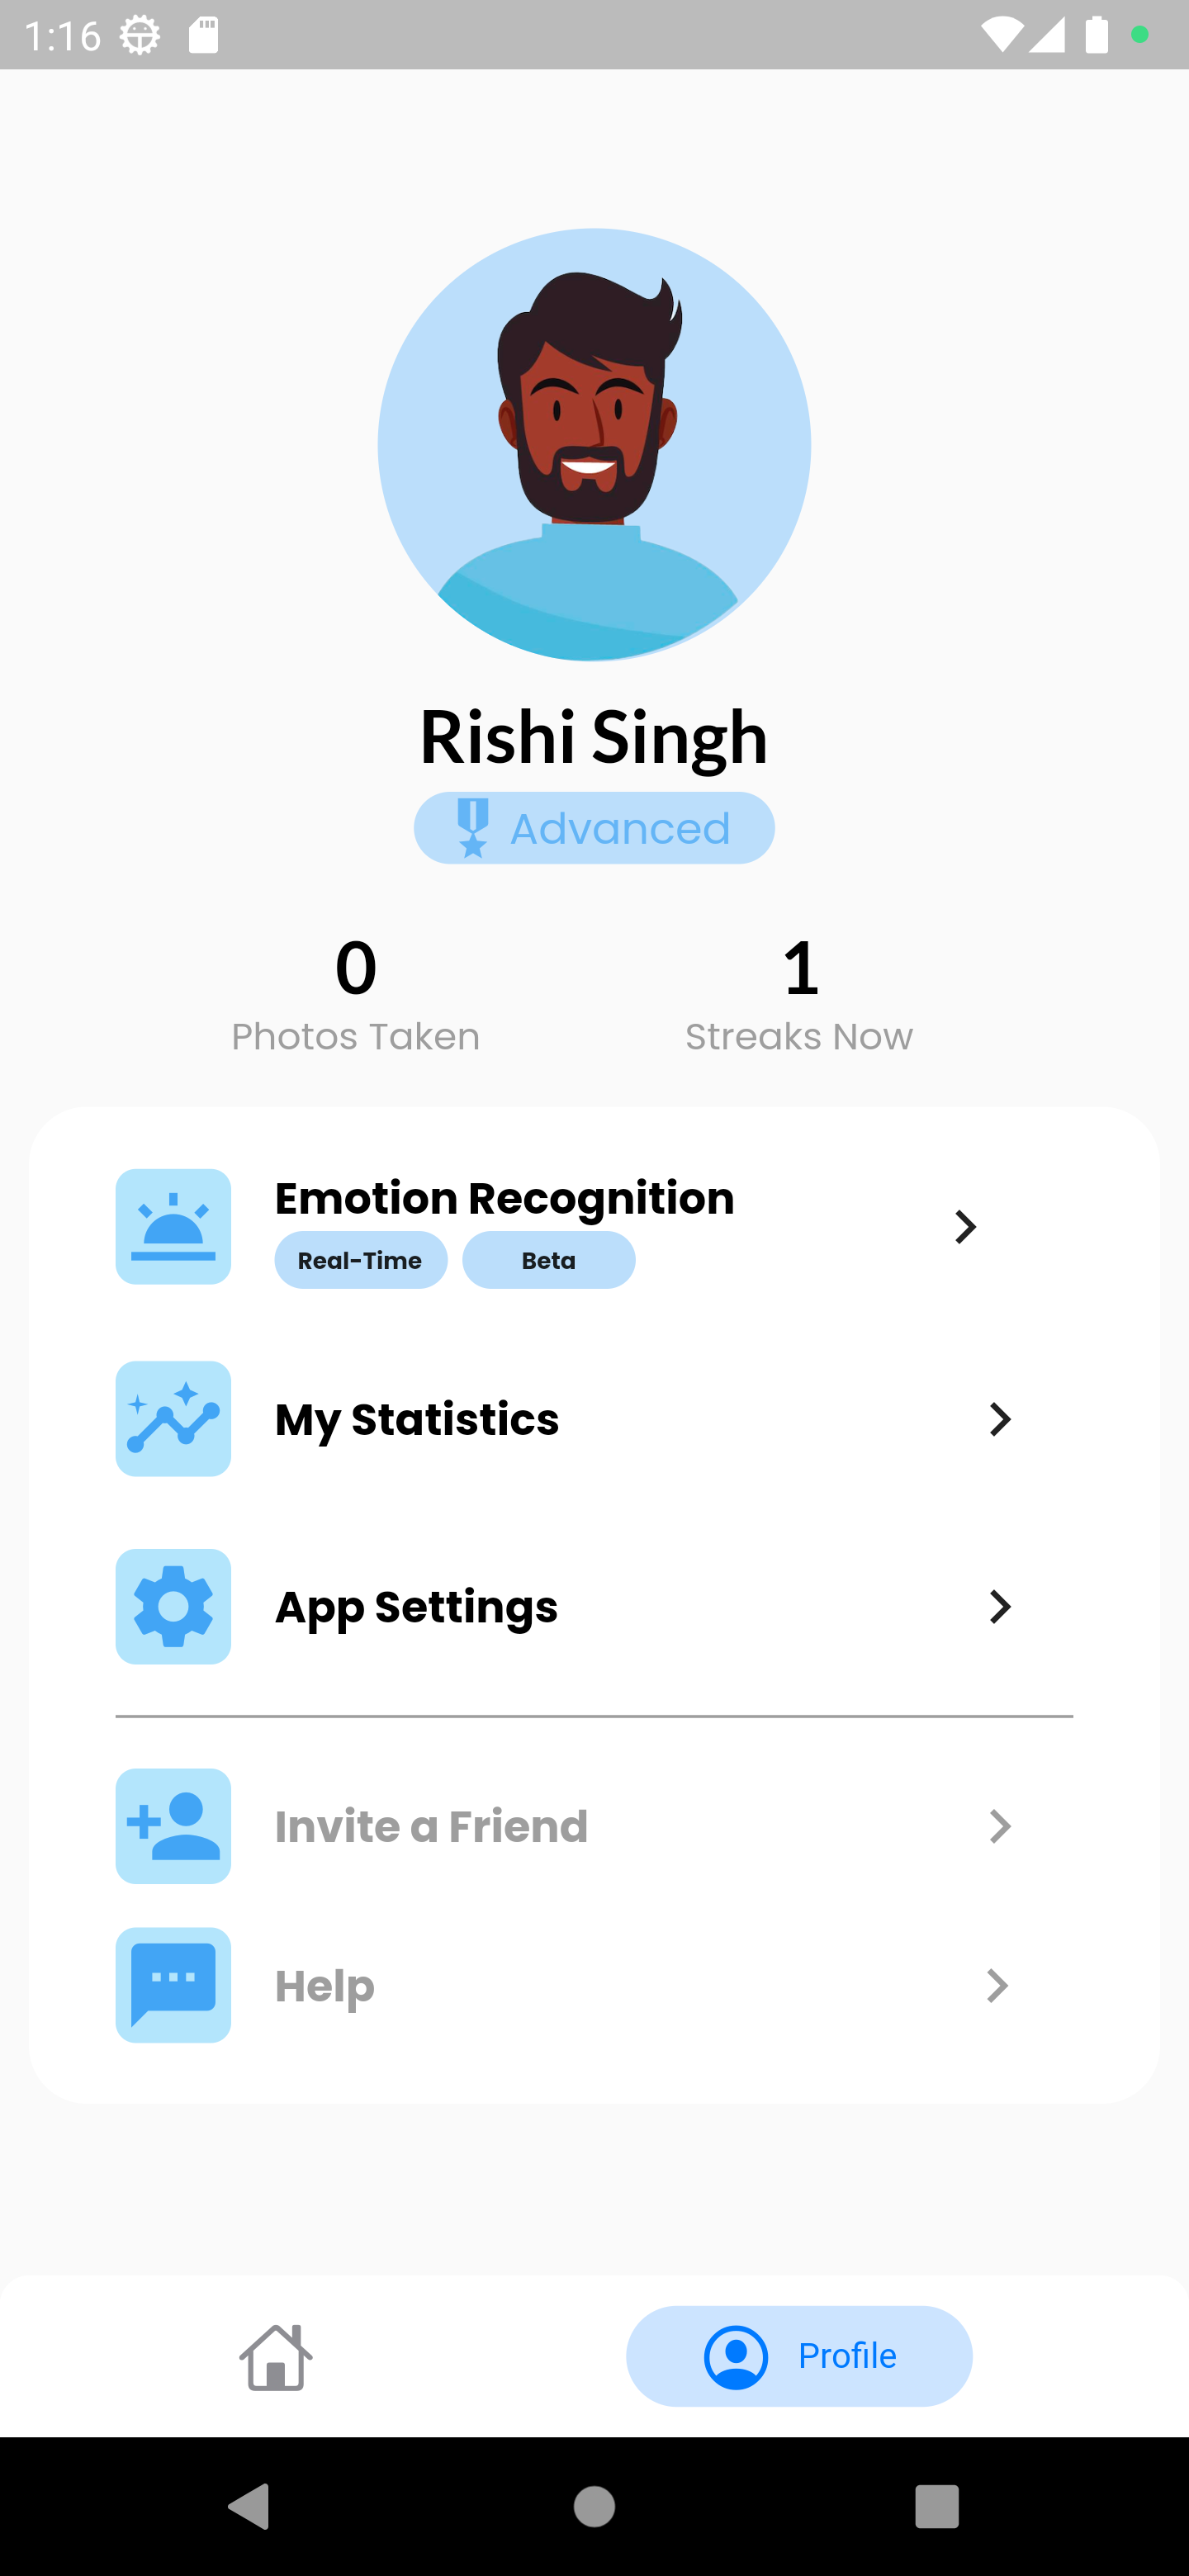 1:16
Rishi Singh
Advanced
0
Photos Taken
1
Streaks Now
Emotion Recognition
Real-Time
Beta
My Statistics
App Settings
Invite a Friend
Help
Profile